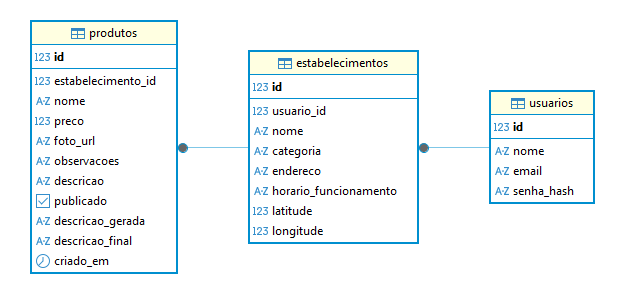 produtos
123 id
123 estabelecimento_id
A-Z nome
123 preco
A-Z foto_url
A-Z observacoes
A-Z descricao
publicado
A-Z descricao_gerada
A-Z descricao_final
criado_em
estabelecimentos
123 id
123 usuario_id
A-Z nome
A-Z categoria
A-Z endereco
A-Z horario_funcionamento
123 latitude
123 longitude
usuarios
123 id
A-Z nome
A-Z email
A-Z senha_hash